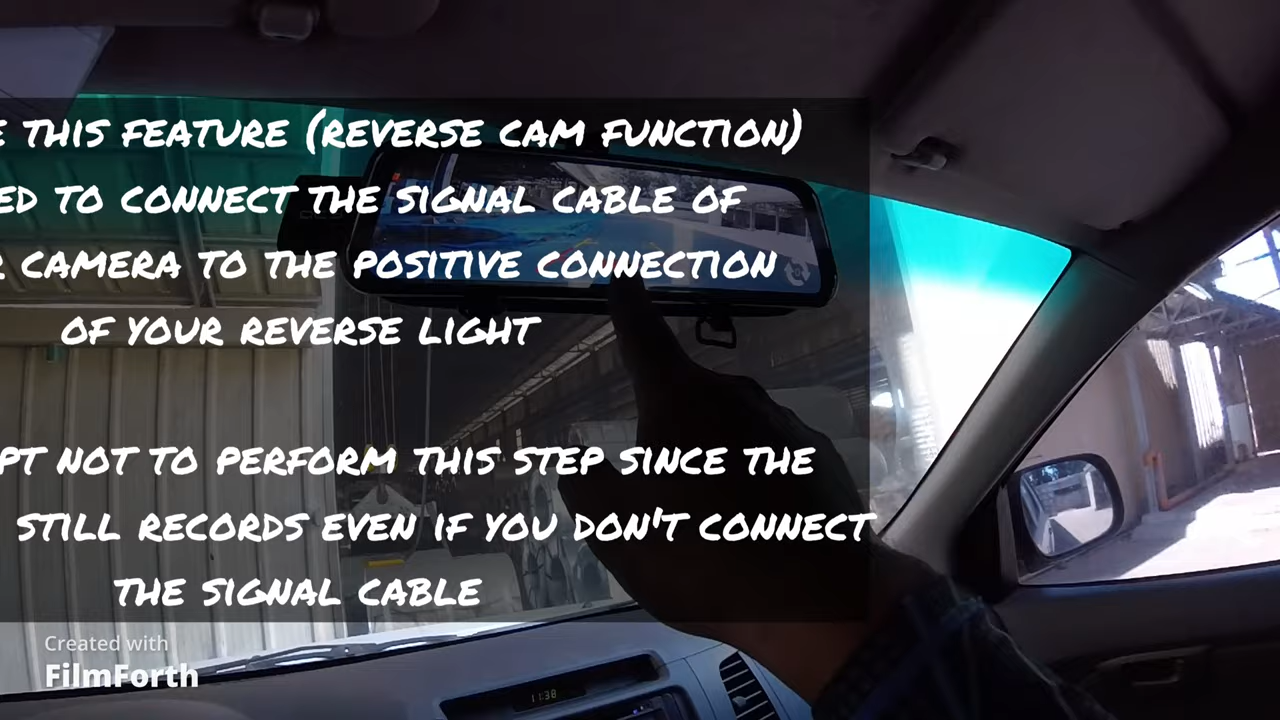 THIS FEATURE (REVERSE CAM FUNCTION)
TO CONNECT THE SIGNAL CABLE OF
CAMERA TO THE POSITIVE CONNECTION
OF YOUR REVERSE LIGHT
NOT TO PERFORM THIS STEP SINCE THE
STILL RECORDS EVEN IF YOU DON'T CONNECT
THE SIGNAL CABLE
Created with
FilmForth
11:38